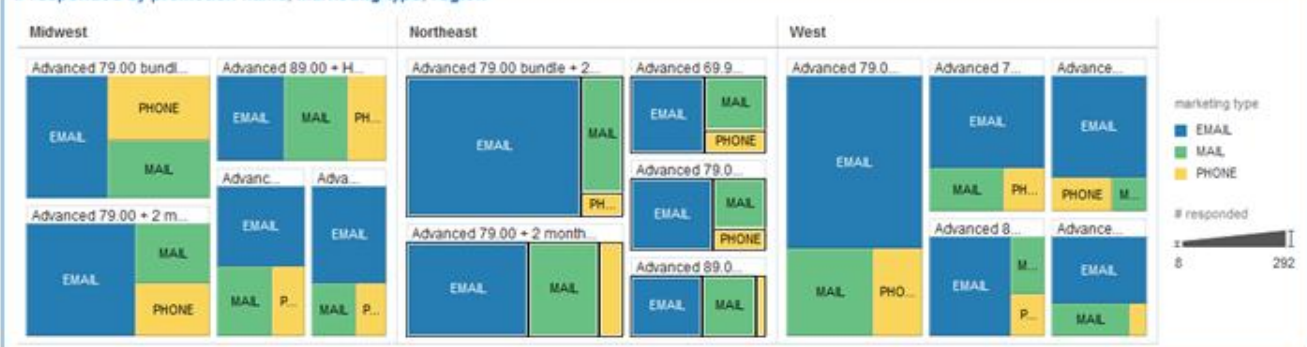 Midwest
Northeast
West
Advanced 79.00 bundl...
EMAIL
PHONE
MAIL
Advanced 89.00 + H...
EMAIL
MAIL
PH...
Advanced 79.00 + 2 m...
EMAIL
MAIL
PHONE
Advanc...
EMAIL
MAIL
P...
Adva...
EMAIL
MAIL
P...
Advanced 79.00 bundle + 2...
EMAIL
MAIL
PH...
Advanced 79.00 + 2 month...
EMAIL
MAIL
Advanced 69.9...
EMAIL
MAIL
PHONE
Advanced 79.0...
EMAIL
MAIL
PHONE
Advanced 89.0...
EMAIL
MAIL
Advanced 79.0...
EMAIL
MAIL
PHO...
Advanced 7...
EMAIL
MAIL
PH...
Advance...
EMAIL
PHONE
M...
Advanced 8...
EMAIL
M...
P...
Advance...
EMAIL
MAIL
marketing type
EMAIL
MAIL
PHONE
# responded
8
292